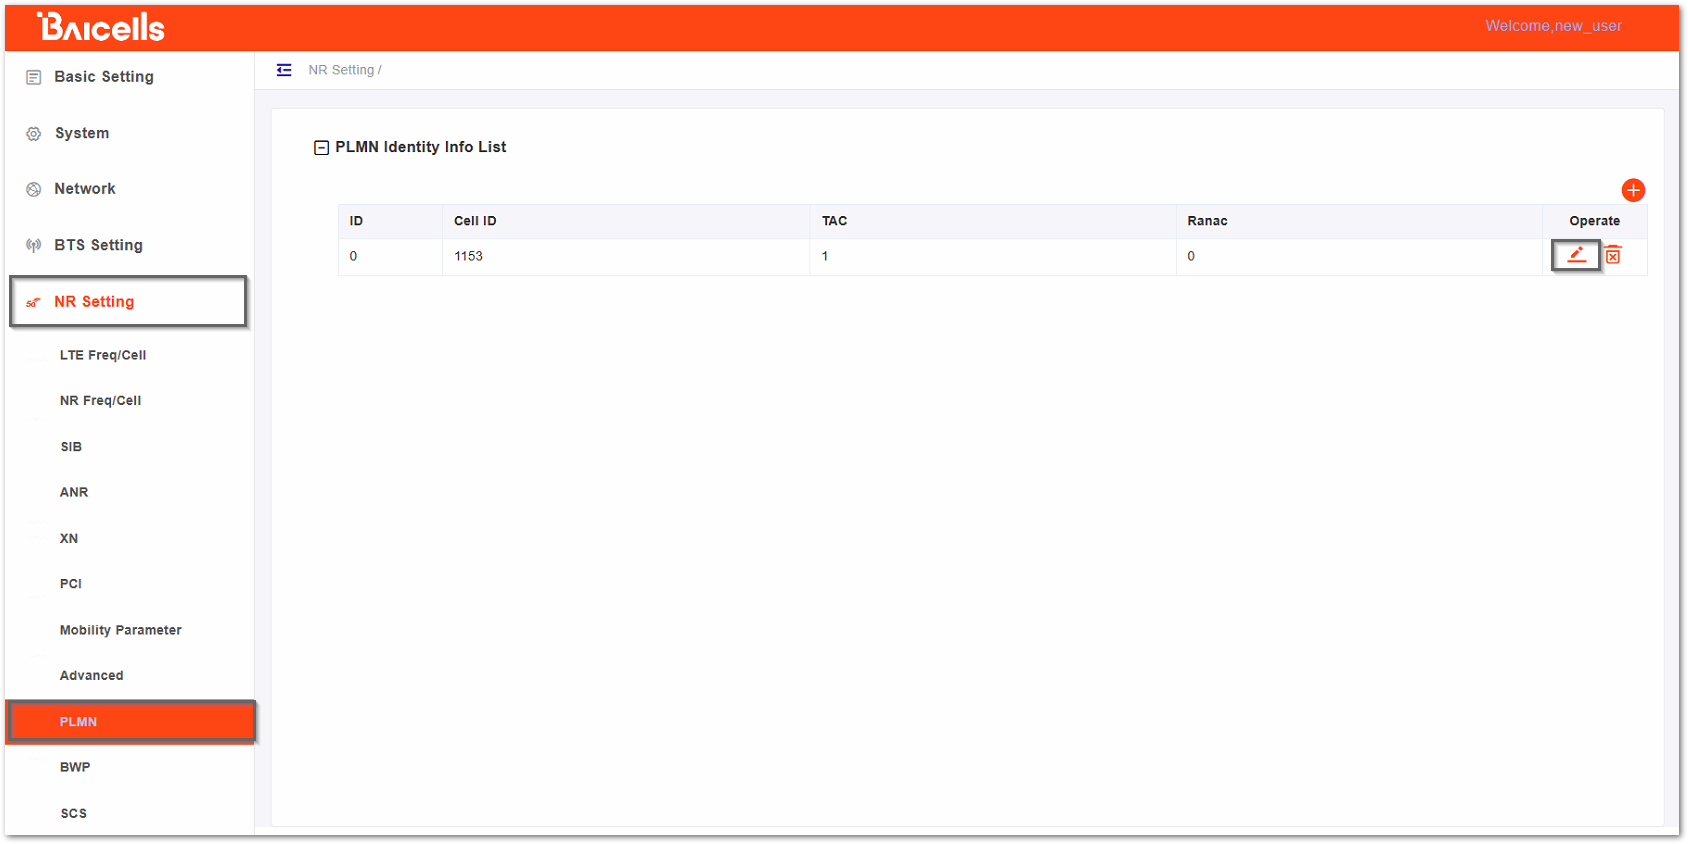 BAICELLS
Welcome,new_user
Basic Setting
NR Setting /
System
PLMN Identity Info List
Network
ID Cell ID TAC Ranac Operate
0 1153 1 0
BTS Setting
5G NR Setting
LTE Freq/Cell
NR Freq/Cell
SIB
ANR
XN
PCI
Mobility Parameter
Advanced
PLMN
BWP
SCS